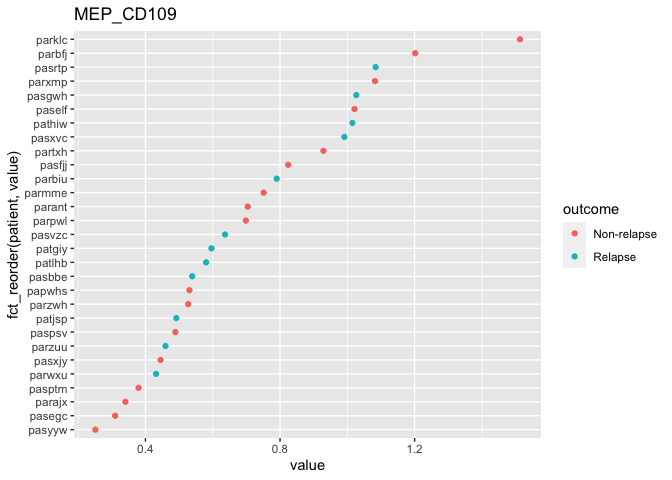 MEP_CD109
fct_reorder(patient, value)
parklc
parbfj
pasrtp
parxmp
pasgwh
paself
pathiw
pasxvc
partxh
pasfjj
parbiu
parmme
parant
parpwl
pasvzc
patgiy
patlhb
pasbbe
papwhs
parzwh
patjsp
paspsv
parzuu
pasxjy
parwxu
pasptm
parajx
pasegc
pasyyw
0.4 0.8 1.2
value
outcome
Non-relapse
Relapse